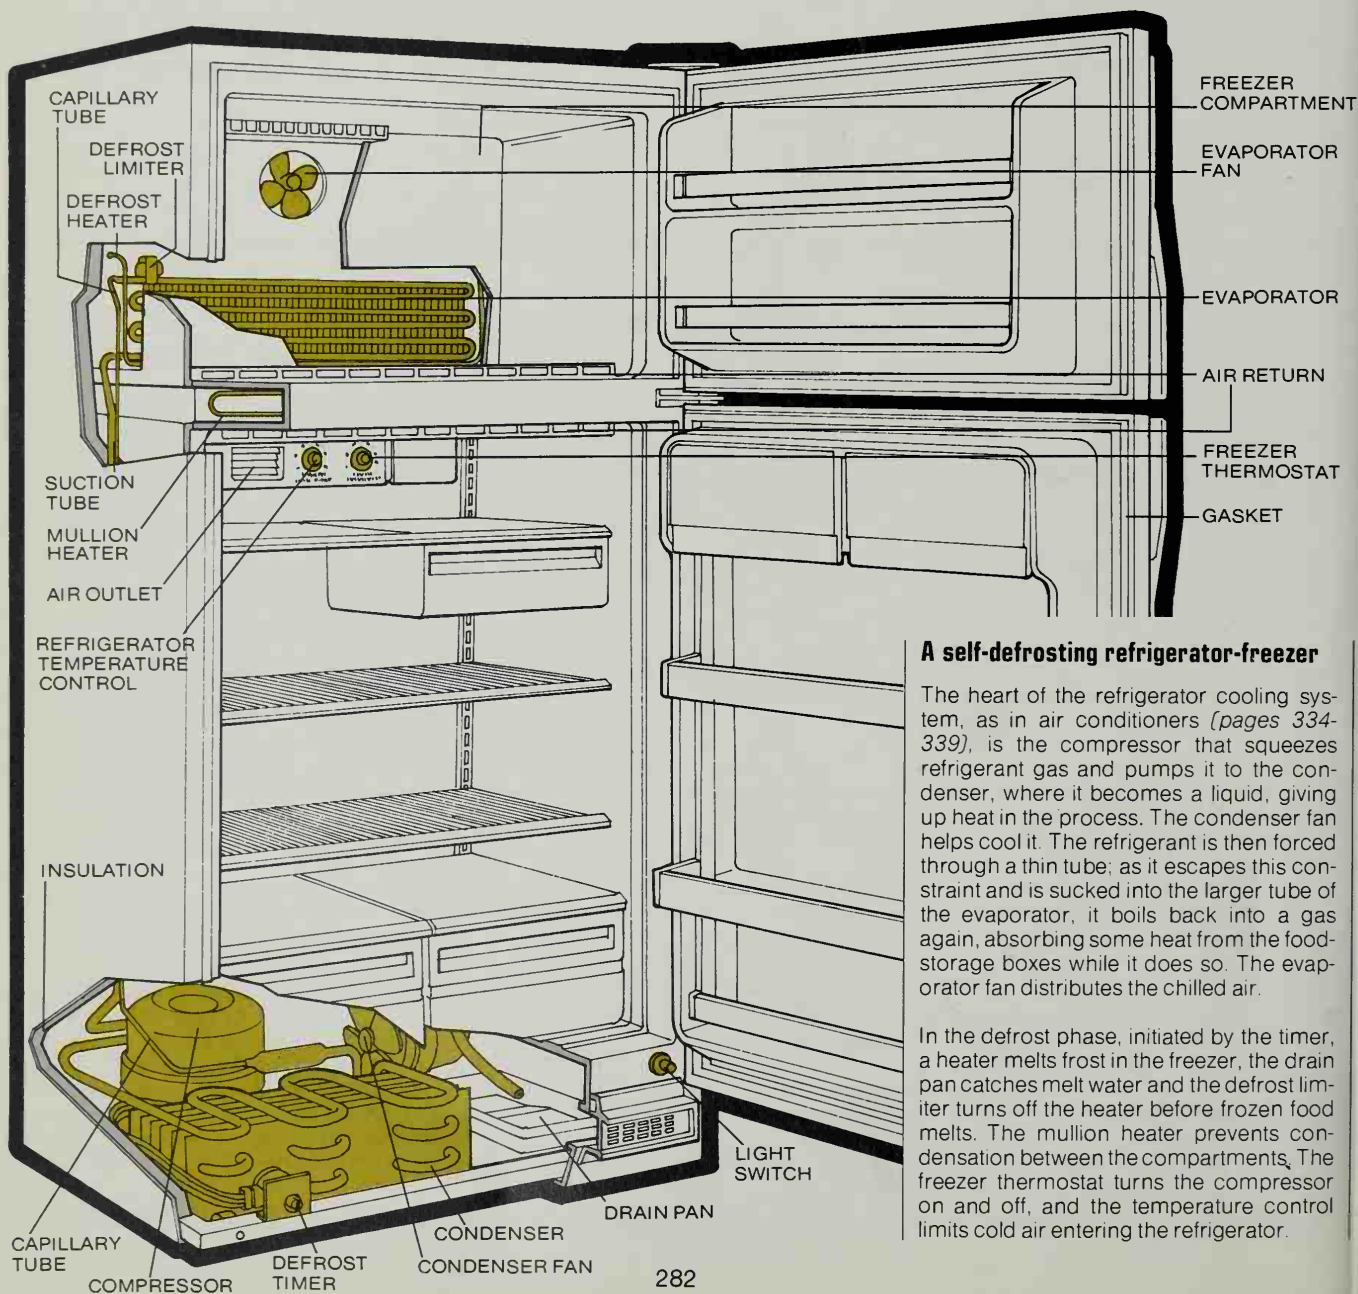 CAPILLARY
TUBE
DEFROST
LIMITER
DEFROST
HEATER
SUCTION
TUBE
MULLION
HEATER
AIR OUTLET
REFRIGERATOR
TEMPERATURE
CONTROL
INSULATION
CAPILLARY
TUBE
COMPRESSOR
DEFROST
TIMER
CONDENSER
CONDENSER FAN
DRAIN PAN
LIGHT
SWITCH
FREEZER
COMPARTMENT
EVAPORATOR
FAN
EVAPORATOR
AIR RETURN
FREEZER
THERMOSTAT
GASKET
A self-defrosting refrigerator-freezer
The heart of the refrigerator cooling sys-
tem, as in air conditioners (pages 334-
339), is the compressor that squeezes
refrigerant gas and pumps it to the con-
denser, where it becomes a liquid, giving
up heat in the process. The condenser fan
helps cool it. The refrigerant is then forced
through a thin tube; as it escapes this con-
straint and is sucked into the larger tube of
the evaporator, it boils back into a gas
again, absorbing some heat from the food-
storage boxes while it does so. The evap-
orator fan distributes the chilled air.
In the defrost phase, initiated by the timer,
a heater melts frost in the freezer, the drain
pan catches melt water and the defrost lim-
iter turns off the heater before frozen food
melts. The mullion heater prevents con-
densation between the compartments. The
freezer thermostat turns the compressor
on and off, and the temperature control
limits cold air entering the refrigerator.
282